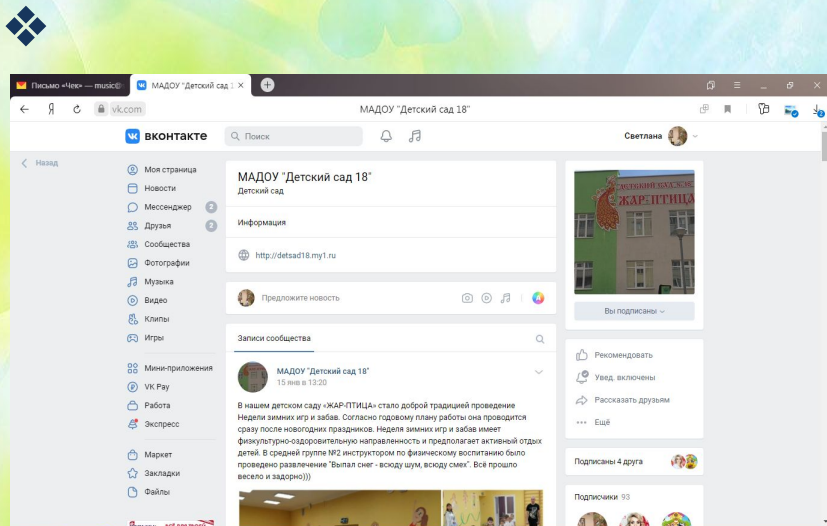 Письмо «Чек» — music
МАДОУ "Детский сад 1
vk.com
МАДОУ "Детский сад 18"
вконтакте
Поиск
Светлана
Назад
Моя страница
Новости
Мессенджер 2
Друзья 2
Сообщества
Фотографии
Музыка
Видео
Клипы
Игры
Мини-приложения
VK Pay
Работа
Экспресс
Маркет
Закладки
Файлы
МАДОУ "Детский сад 18"
Детский сад
Информация
http://detsad18.my1.ru
Предложите новость
Записи сообщества
МАДОУ "Детский сад 18"
15 янв в 13:20
В нашем детском саду «ЖАР-ПТИЦА» стало доброй традицией проведение
Недели зимних игр и забав. Согласно годовому плану работы она проводится
сразу после новогодних праздников. Неделя зимних игр и забав имеет
физкультурно-оздоровительную направленность и предполагает активный отдых
детей. В средней группе №2 инструктором по физическому воспитанию было
проведено развлечение "Выпал снег - всюду шум, всюду смех". Всё прошло
весело и задорно)))
ДЕТСКИЙ САД
ЖАР-ПТИЦА
Вы подписаны
Рекомендовать
Увед. включены
Рассказать друзьям
Ещё
Подписаны 4 друга
Подписчики 93